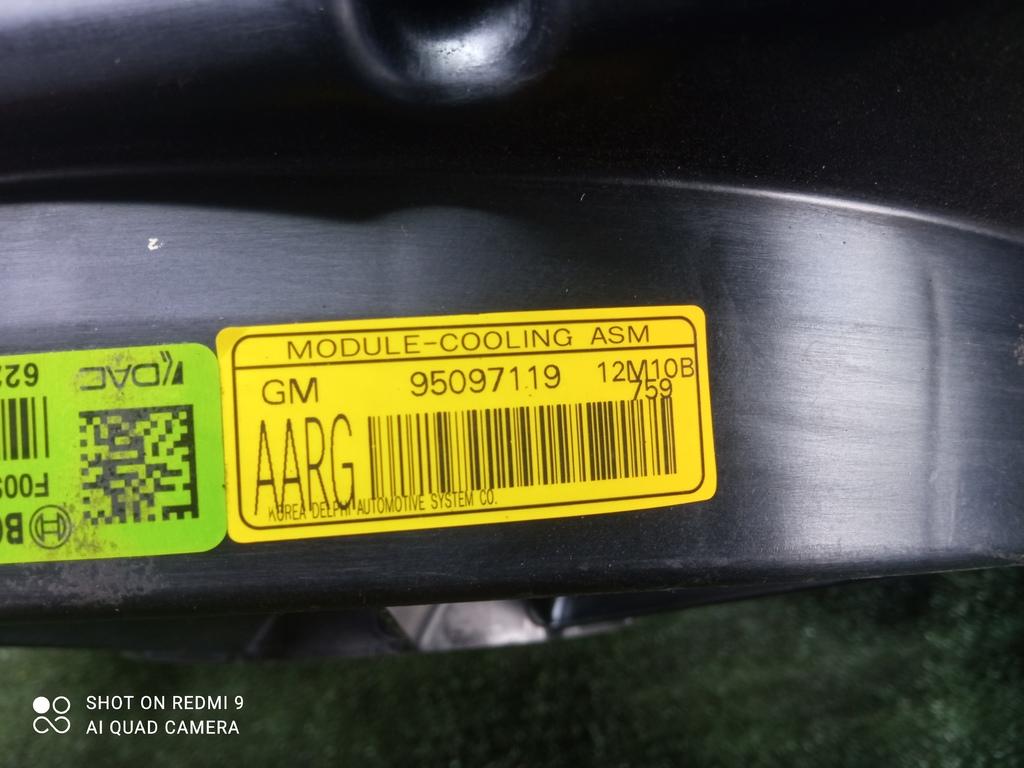 MODULE-COOLING ASM
GM 95097119 12M10B
759
AARG
KOREA DELPHI AUTOMOTIVE SYSTEM CO.
KDAC
SHOT ON REDMI 9
AI QUAD CAMERA